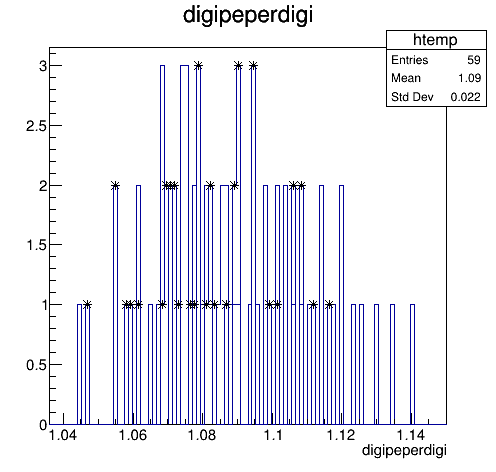 digipeperdigi
htemp
Entries 59
Mean 1.09
Std Dev 0.022
3
2.5
2
1.5
1
0.5
0
1.04 1.06 1.08 1.1 1.12 1.14
digipeperdigi